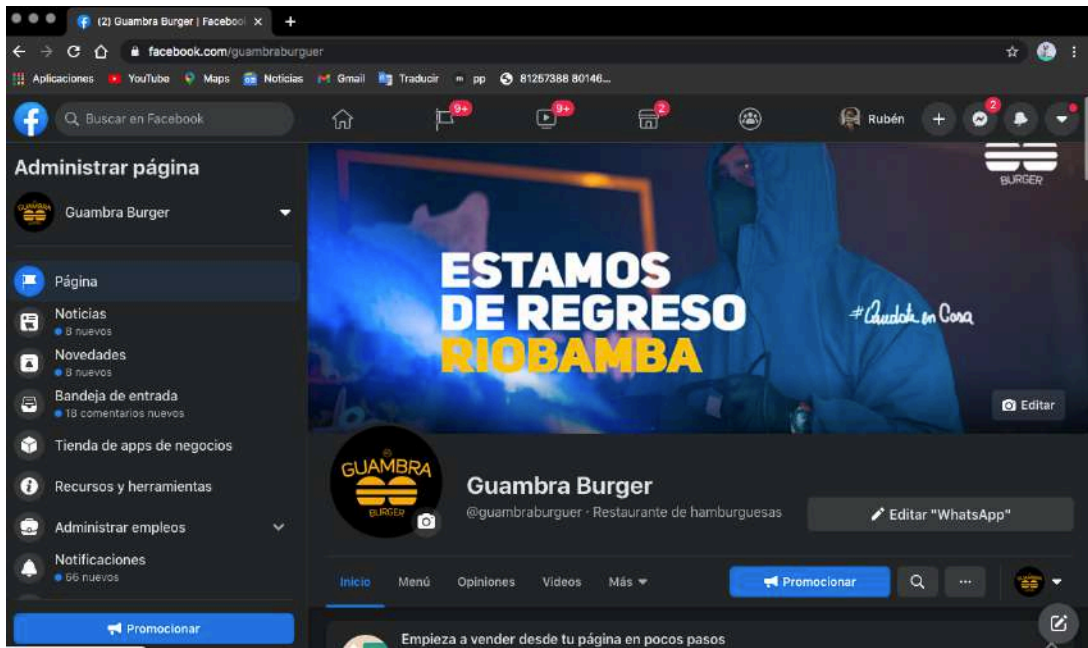 (2) Guambra Burger | Facebook
facebook.com/guambraburguer
Aplicaciones YouTube Maps Noticias Gmail Traducir pp 81257388 80146...
Buscar en Facebook
9+ 9+ 2 Rubén 2
Administrar página
Guambra Burger
Página
Noticias
8 nuevos
Novedades
8 nuevos
Bandeja de entrada
18 comentarios nuevos
Tienda de apps de negocios
Recursos y herramientas
Administrar empleos
Notificaciones
66 nuevos
Promocionar
BURGER
ESTAMOS
DE REGRESO
RIOBAMBA
#Quedate en Casa
Editar
GUAMBRA
BURGER
Guambra Burger
@guambraburguer · Restaurante de hamburguesas
Editar "WhatsApp"
Inicio Menú Opiniones Videos Más
Promocionar
Empieza a vender desde tu página en pocos pasos